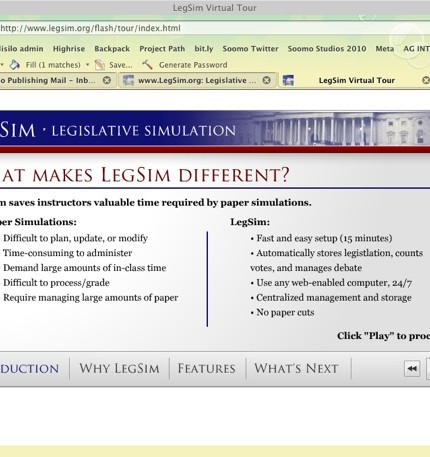 LegSim Virtual Tour
http://www.legsim.org/flash/tour/index.html
lisilo admin Highrise Backpack Project Path bit.ly Soomo Twitter Soomo Studios 2010 Meta AG INT
Fill (1 matches) Save... Generate Password
o Publishing Mail – Inb... www.LegSim.org: Legislative ... LegSim Virtual Tour
SIM · LEGISLATIVE SIMULATION
AT MAKES LEGSIM DIFFERENT?
m saves instructors valuable time required by paper simulations.
per Simulations: LegSim:
Difficult to plan, update, or modify • Fast and easy setup (15 minutes)
Time-consuming to administer • Automatically stores legistlation, counts
Demand large amounts of in-class time votes, and manages debate
Difficult to process/grade • Use any web-enabled computer, 24/7
Require managing large amounts of paper • Centralized management and storage
• No paper cuts
Click "Play" to proc
DUCTION WHY LEGSIM FEATURES WHAT'S NEXT